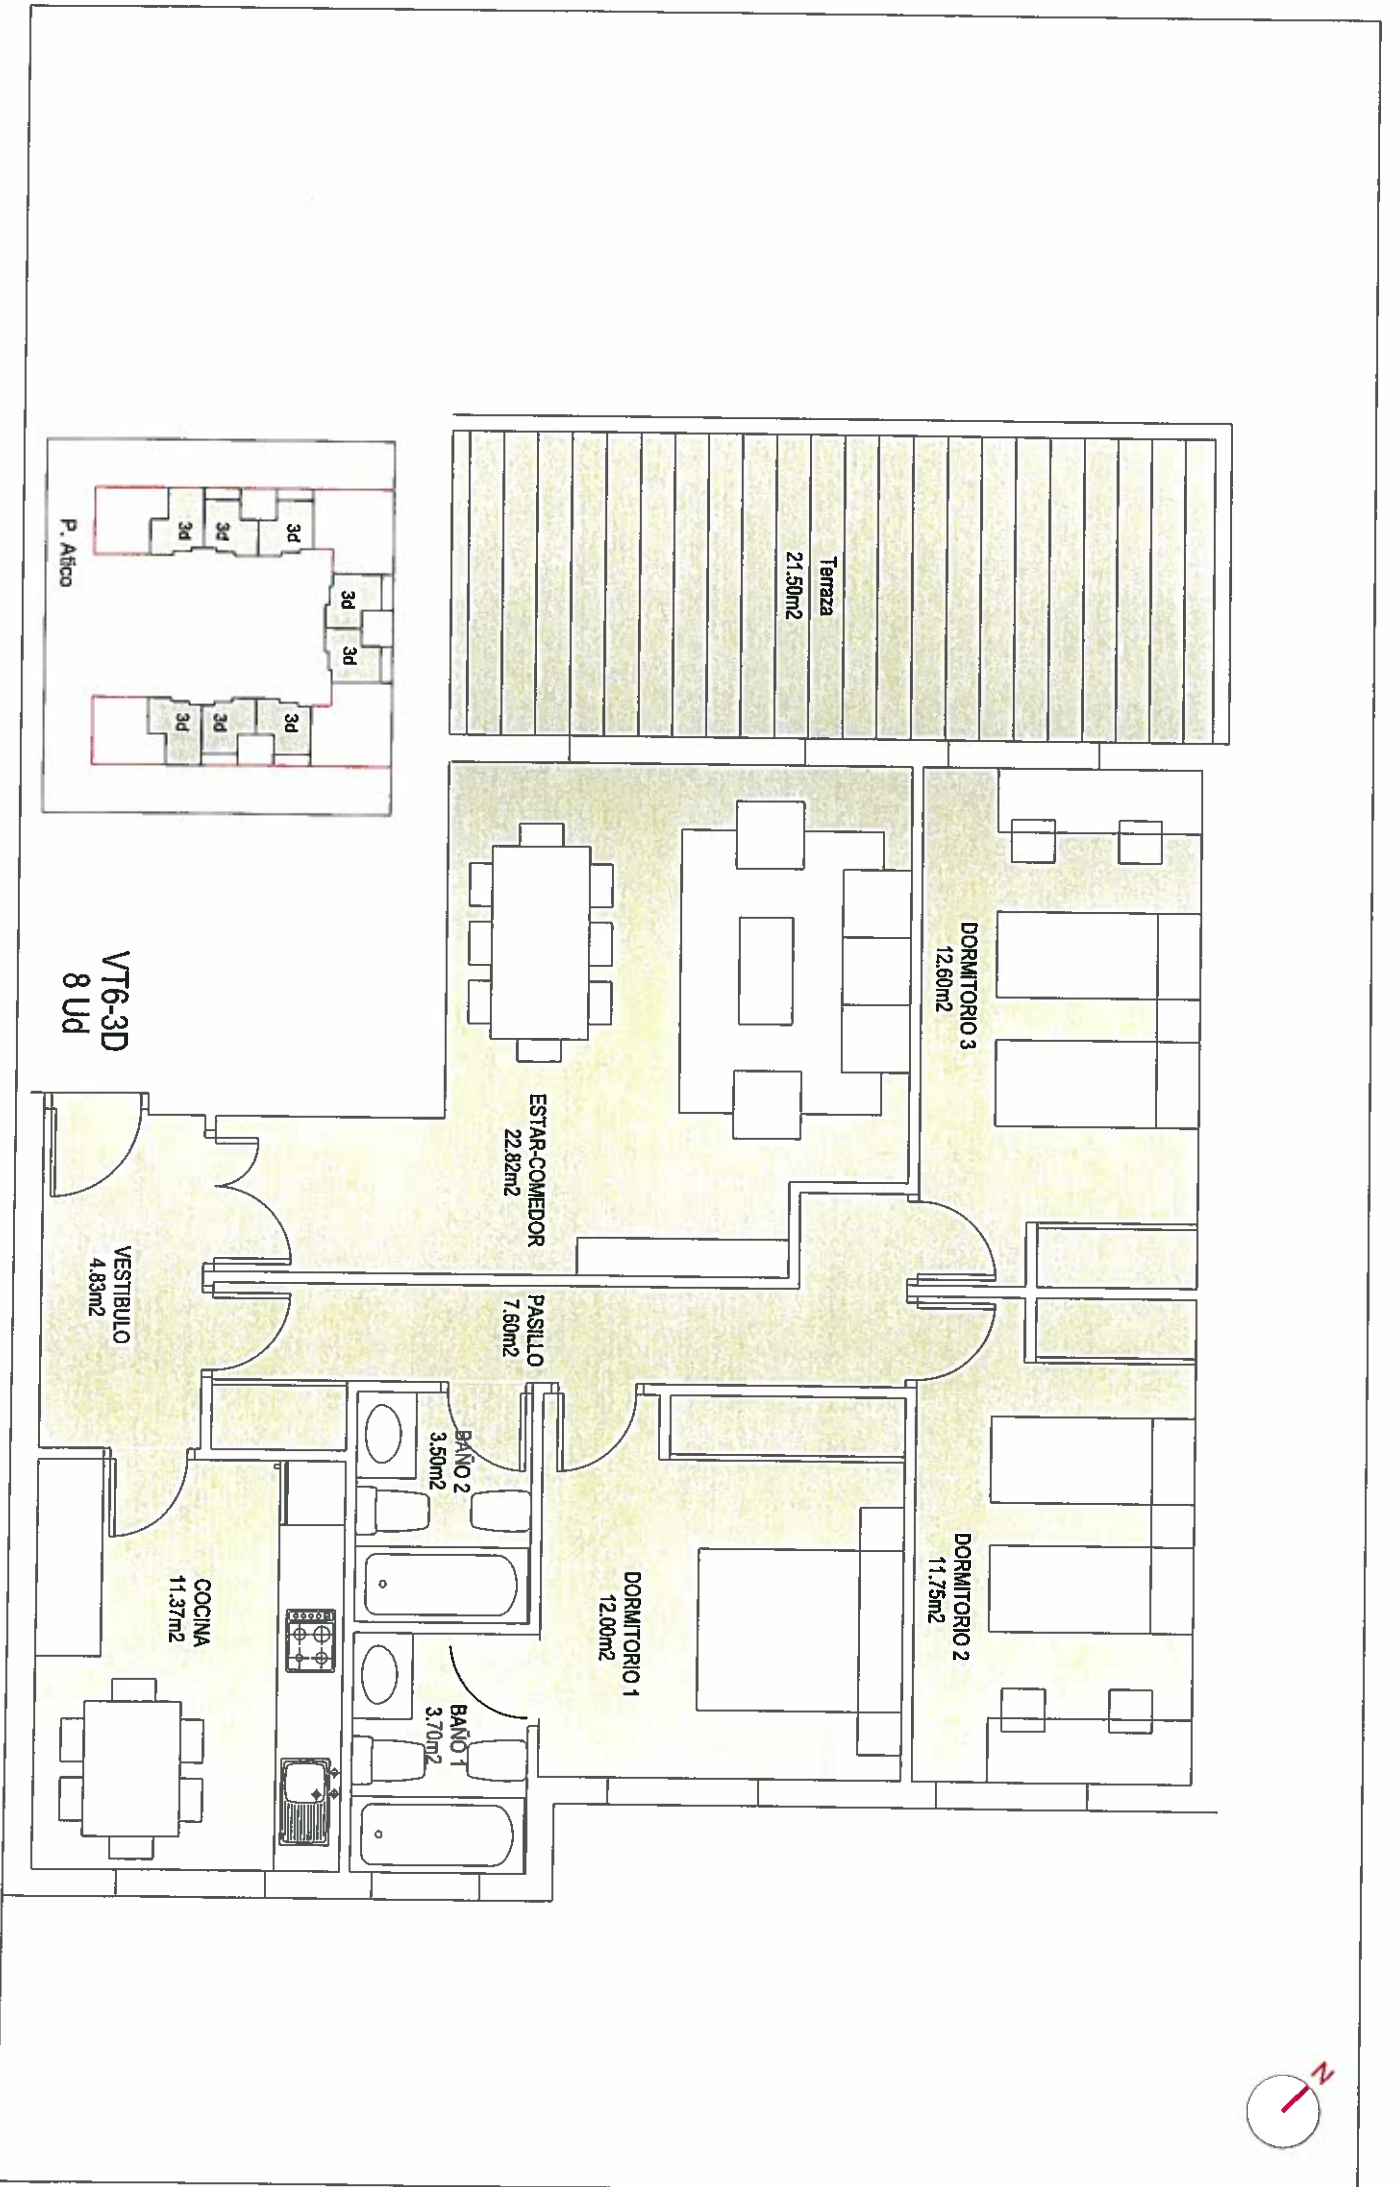 N
DORMITORIO 3
12.60m2
DORMITORIO 2
11.75m2
Terraza
21.50m2
ESTAR-COMEDOR
22.82m2
PASILLO
7.60m2
DORMITORIO 1
12.00m2
BAÑO 2
3.50m2
BAÑO 1
3.70m2
VESTIBULO
4.83m2
COCINA
11.37m2
3d
3d
3d
3d
3d
3d
3d
3d
P. Atico
VT6-3D
8 Ud